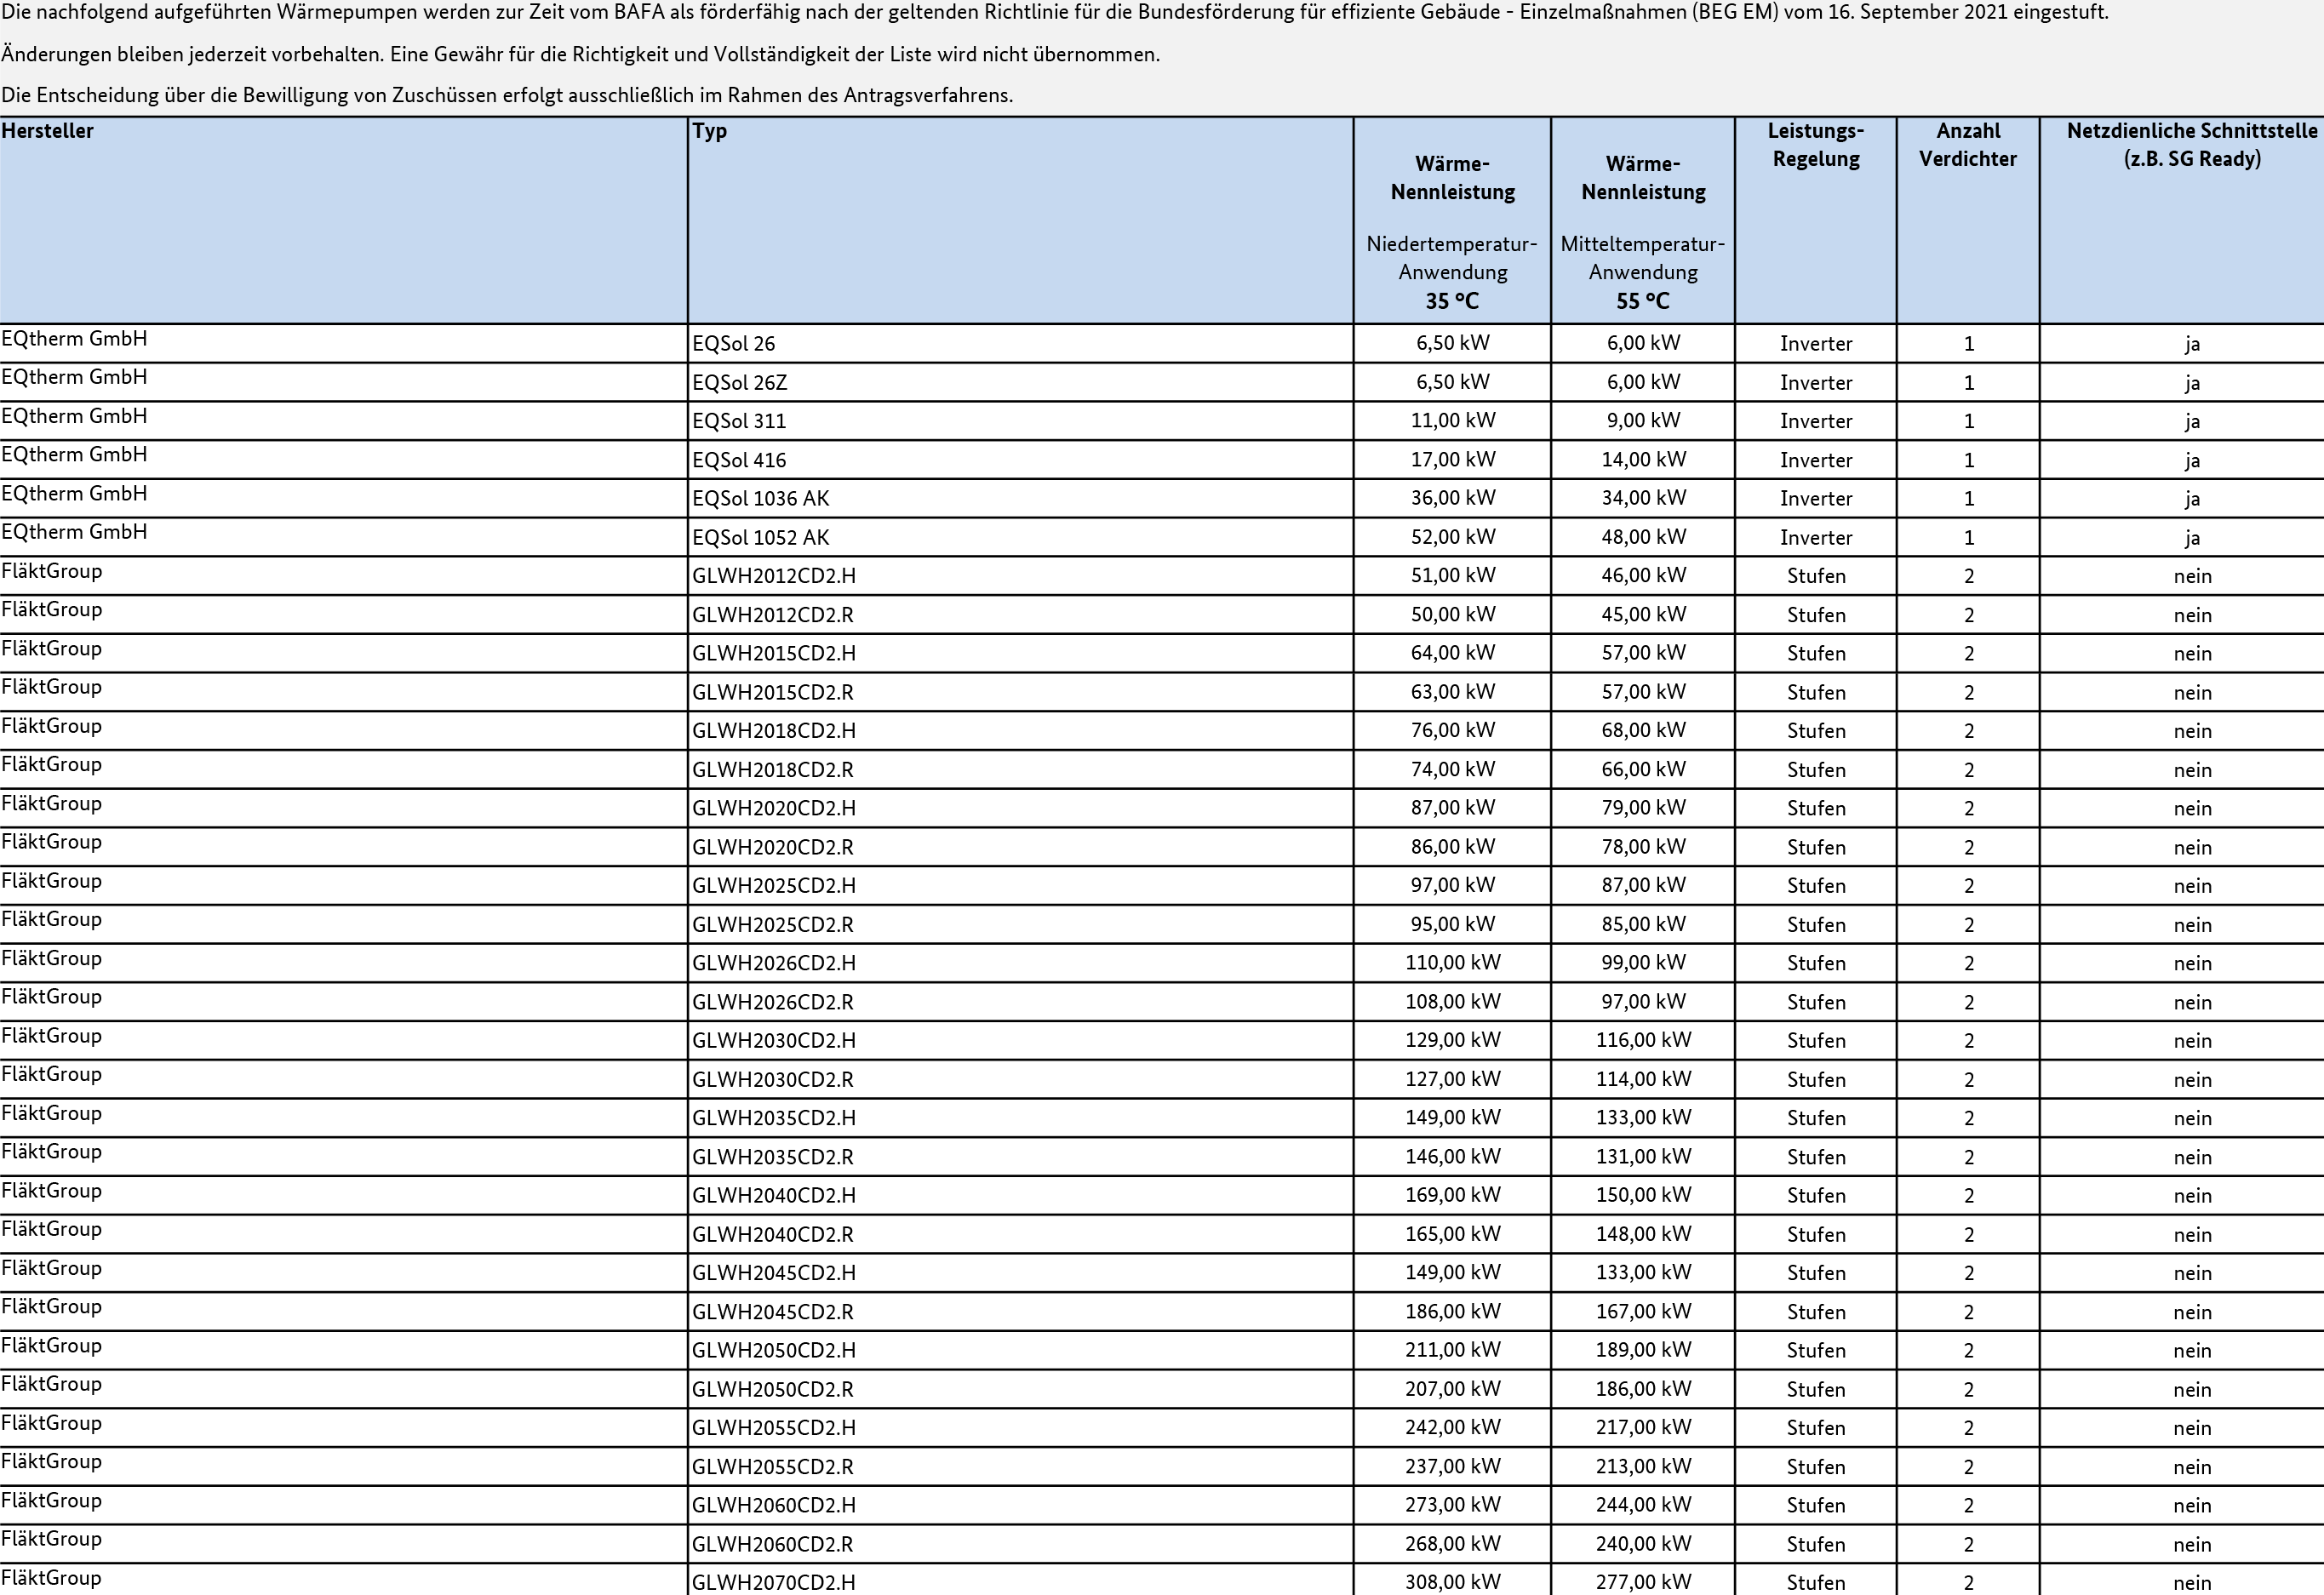 Die nachfolgend aufgeführten Wärmepumpen werden zur Zeit vom BAFA als förderfähig nach der geltenden Richtlinie für die Bundesförderung für effiziente Gebäude - Einzelmaßnahmen (BEG EM) vom 16. September 2021 eingestuft.
Änderungen bleiben jederzeit vorbehalten. Eine Gewähr für die Richtigkeit und Vollständigkeit der Liste wird nicht übernommen.
Die Entscheidung über die Bewilligung von Zuschüssen erfolgt ausschließlich im Rahmen des Antragsverfahrens.
Hersteller Typ Wärme-Nennleistung Niedertemperatur-Anwendung 35 °C Wärme-Nennleistung Mitteltemperatur-Anwendung 55 °C Leistungs-Regelung Anzahl Verdichter Netzdienliche Schnittstelle (z.B. SG Ready)
EQtherm GmbH EQSol 26 6,50 kW 6,00 kW Inverter 1 ja
EQtherm GmbH EQSol 26Z 6,50 kW 6,00 kW Inverter 1 ja
EQtherm GmbH EQSol 311 11,00 kW 9,00 kW Inverter 1 ja
EQtherm GmbH EQSol 416 17,00 kW 14,00 kW Inverter 1 ja
EQtherm GmbH EQSol 1036 AK 36,00 kW 34,00 kW Inverter 1 ja
EQtherm GmbH EQSol 1052 AK 52,00 kW 48,00 kW Inverter 1 ja
FläktGroup GLWH2012CD2.H 51,00 kW 46,00 kW Stufen 2 nein
FläktGroup GLWH2012CD2.R 50,00 kW 45,00 kW Stufen 2 nein
FläktGroup GLWH2015CD2.H 64,00 kW 57,00 kW Stufen 2 nein
FläktGroup GLWH2015CD2.R 63,00 kW 57,00 kW Stufen 2 nein
FläktGroup GLWH2018CD2.H 76,00 kW 68,00 kW Stufen 2 nein
FläktGroup GLWH2018CD2.R 74,00 kW 66,00 kW Stufen 2 nein
FläktGroup GLWH2020CD2.H 87,00 kW 79,00 kW Stufen 2 nein
FläktGroup GLWH2020CD2.R 86,00 kW 78,00 kW Stufen 2 nein
FläktGroup GLWH2025CD2.H 97,00 kW 87,00 kW Stufen 2 nein
FläktGroup GLWH2025CD2.R 95,00 kW 85,00 kW Stufen 2 nein
FläktGroup GLWH2026CD2.H 110,00 kW 99,00 kW Stufen 2 nein
FläktGroup GLWH2026CD2.R 108,00 kW 97,00 kW Stufen 2 nein
FläktGroup GLWH2030CD2.H 129,00 kW 116,00 kW Stufen 2 nein
FläktGroup GLWH2030CD2.R 127,00 kW 114,00 kW Stufen 2 nein
FläktGroup GLWH2035CD2.H 149,00 kW 133,00 kW Stufen 2 nein
FläktGroup GLWH2035CD2.R 146,00 kW 131,00 kW Stufen 2 nein
FläktGroup GLWH2040CD2.H 169,00 kW 150,00 kW Stufen 2 nein
FläktGroup GLWH2040CD2.R 165,00 kW 148,00 kW Stufen 2 nein
FläktGroup GLWH2045CD2.H 149,00 kW 133,00 kW Stufen 2 nein
FläktGroup GLWH2045CD2.R 186,00 kW 167,00 kW Stufen 2 nein
FläktGroup GLWH2050CD2.H 211,00 kW 189,00 kW Stufen 2 nein
FläktGroup GLWH2050CD2.R 207,00 kW 186,00 kW Stufen 2 nein
FläktGroup GLWH2055CD2.H 242,00 kW 217,00 kW Stufen 2 nein
FläktGroup GLWH2055CD2.R 237,00 kW 213,00 kW Stufen 2 nein
FläktGroup GLWH2060CD2.H 273,00 kW 244,00 kW Stufen 2 nein
FläktGroup GLWH2060CD2.R 268,00 kW 240,00 kW Stufen 2 nein
FläktGroup GLWH2070CD2.H 308,00 kW 277,00 kW Stufen 2 nein